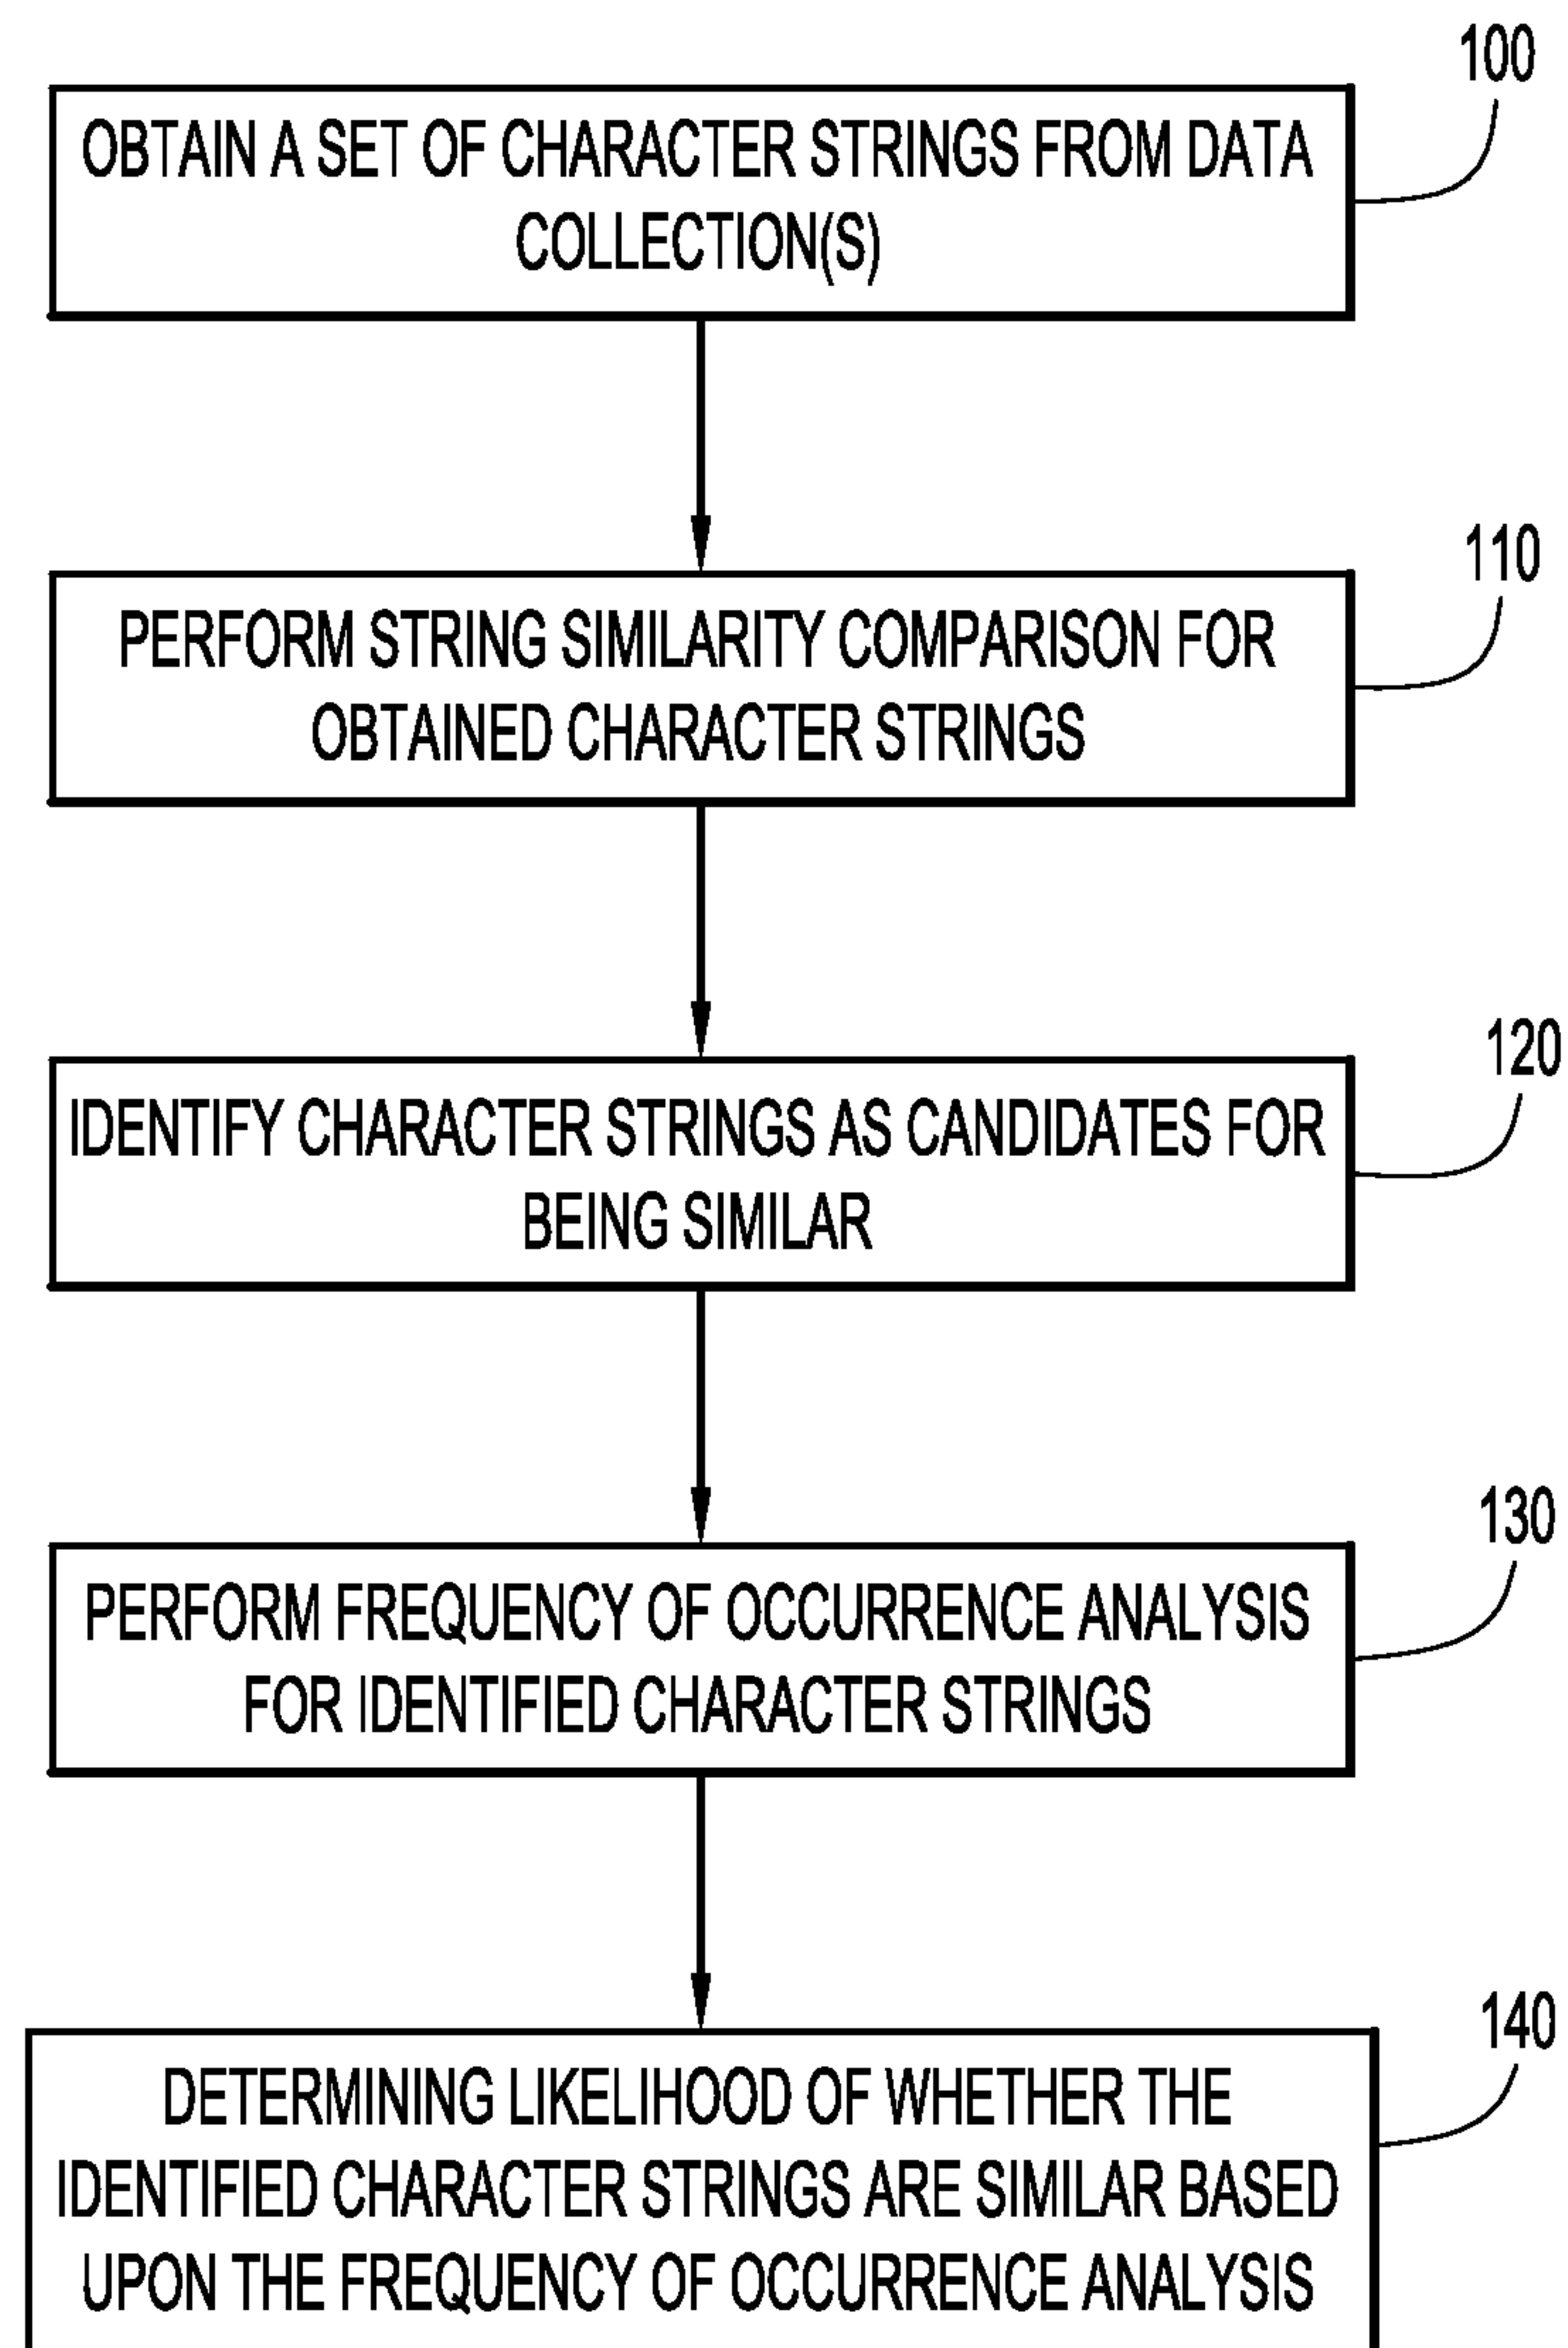 100
OBTAIN A SET OF CHARACTER STRINGS FROM DATA
COLLECTION(S)
110
PERFORM STRING SIMILARITY COMPARISON FOR
OBTAINED CHARACTER STRINGS
120
IDENTIFY CHARACTER STRINGS AS CANDIDATES FOR
BEING SIMILAR
130
PERFORM FREQUENCY OF OCCURRENCE ANALYSIS
FOR IDENTIFIED CHARACTER STRINGS
140
DETERMINING LIKELIHOOD OF WHETHER THE
IDENTIFIED CHARACTER STRINGS ARE SIMILAR BASED
UPON THE FREQUENCY OF OCCURRENCE ANALYSIS